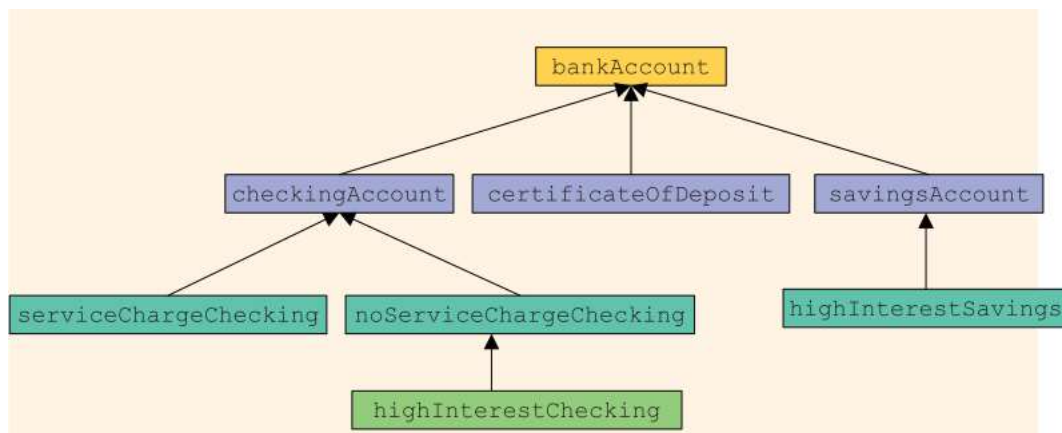 bankAccount
checkingAccount
certificateOfDeposit
savingsAccount
serviceChargeChecking
noServiceChargeChecking
highInterestSavings
highInterestChecking